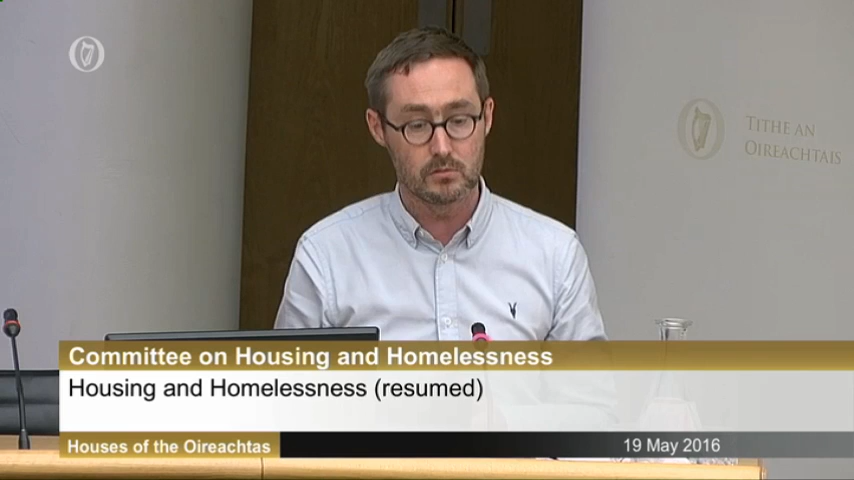 TITHE AN
OIREACHTAIS
Committee on Housing and Homelessness
Housing and Homelessness (resumed)
Houses of the Oireachtas
19 May 2016